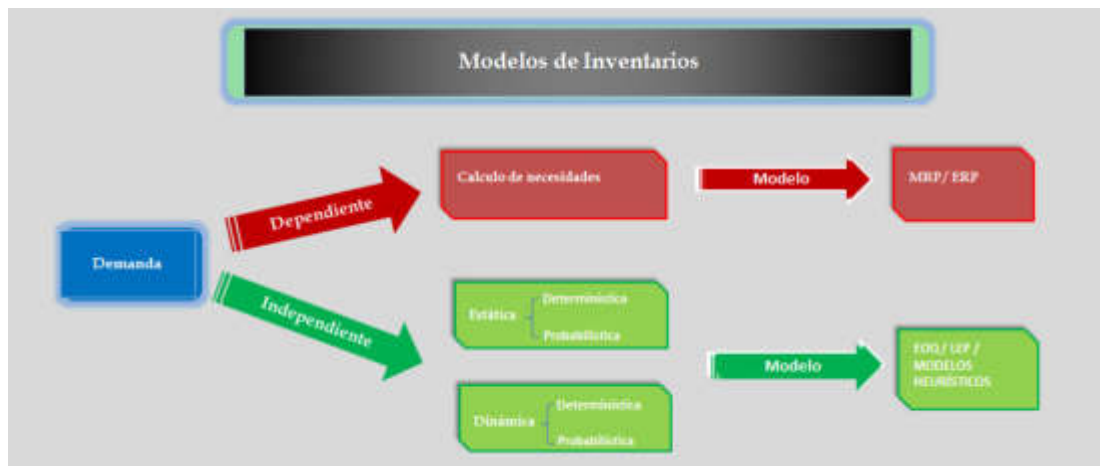 Modelos de Inventarios
Dependiente
Calculo de necesidades
Modelo
MRP/ ERP
Demanda
Independiente
Estática
Determinística
Probabilística
Dinámica
Determinística
Probabilística
Modelo
EOQ/ LEP /
MODELOS
HEURÍSTICOS